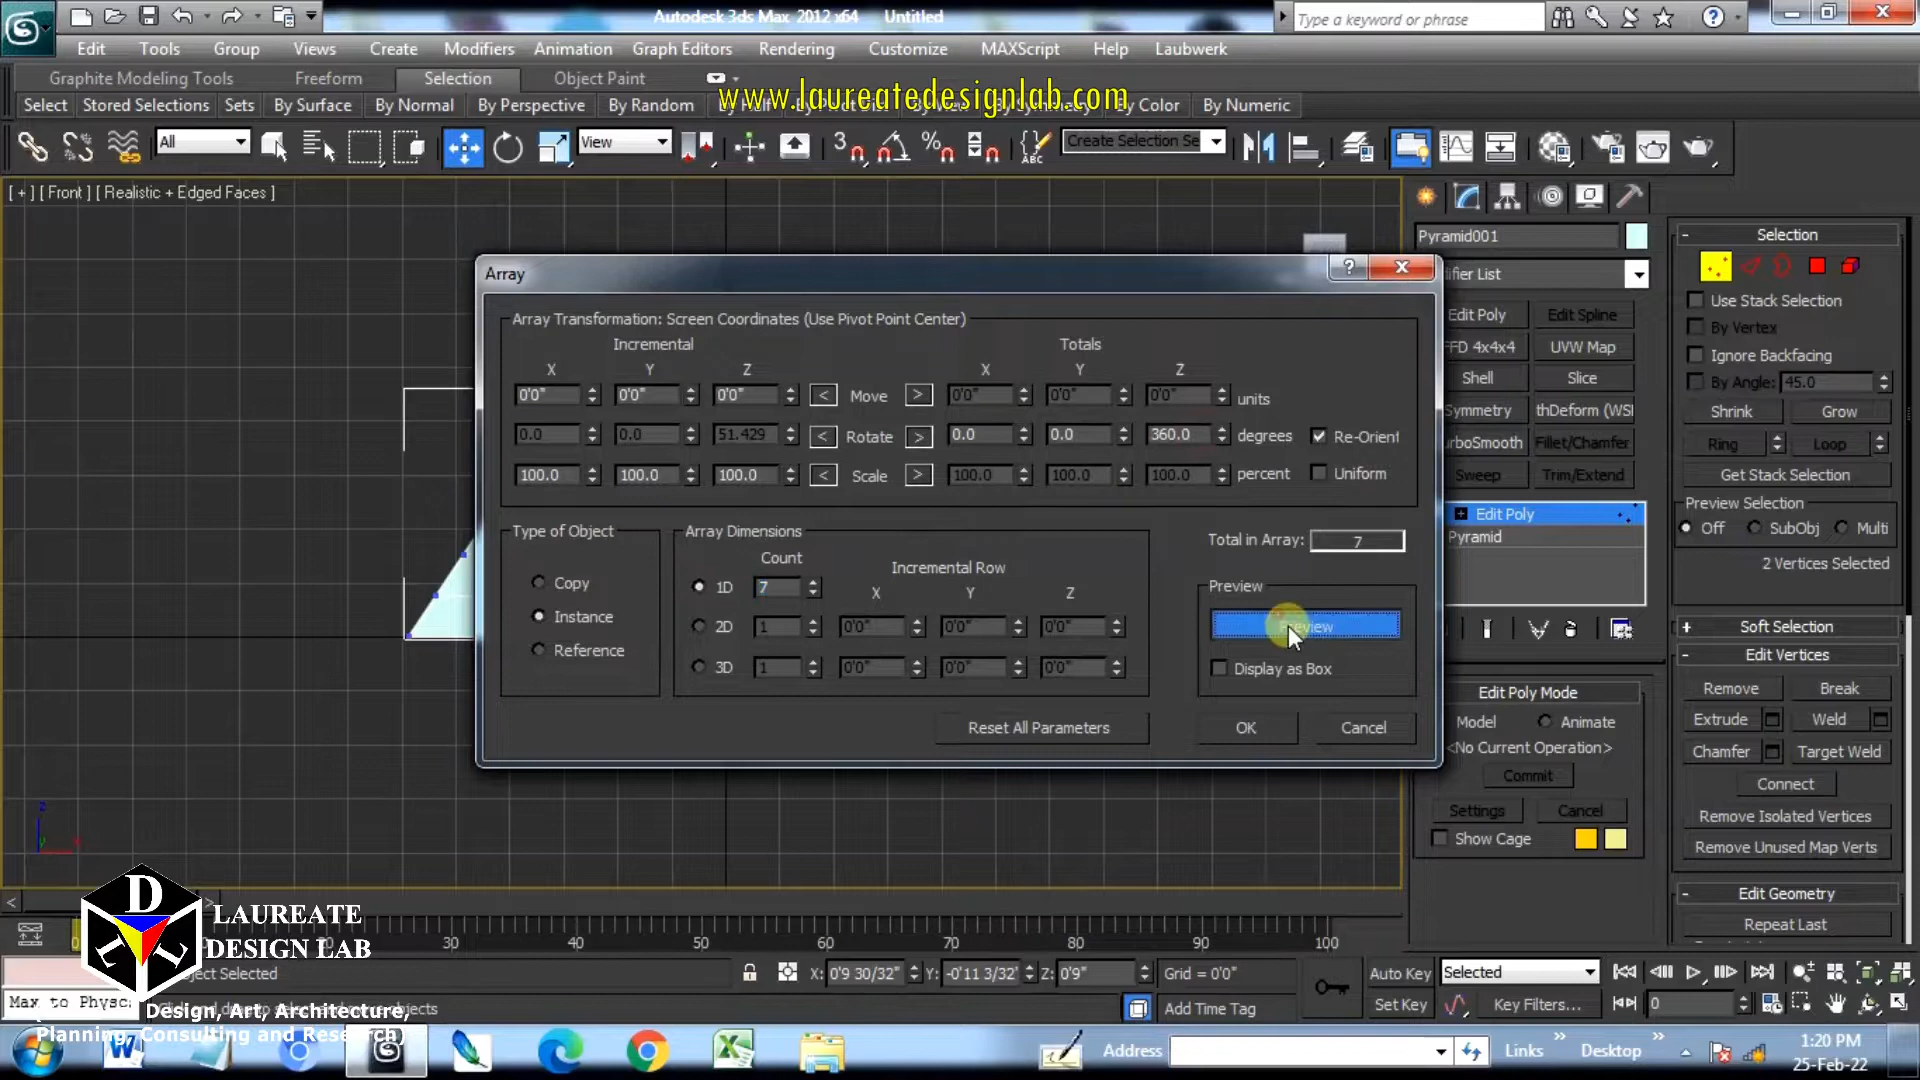 Autodesk 3ds Max 2012 x64 Untitled
Type a keyword or phrase
Edit Tools Group Views Create Modifiers Animation Graph Editors Rendering Customize MAXScript Help Laubwerk
Graphite Modeling Tools Freeform Selection Object Paint
www.laureatedesignlab.com
Select Stored Selections Sets By Surface By Normal By Perspective By Random By Color By Numeric
All View Create Selection Se
[ + ] [ Front ] [ Realistic + Edged Faces ]
Pyramid001
Selection
Array
Array Transformation: Screen Coordinates (Use Pivot Point Center)
Incremental Totals
X Y Z X Y Z
0'0" 0'0" 0'0" < Move > 0'0" 0'0" 0'0" units
0.0 0.0 51.429 < Rotate > 0.0 0.0 360.0 degrees Re-Orient
100.0 100.0 100.0 < Scale > 100.0 100.0 100.0 percent Uniform
Type of Object
Copy
Instance
Reference
Array Dimensions
Count
Incremental Row
X Y Z
1D 7
2D 1 0'0" 0'0" 0'0"
3D 1 0'0" 0'0" 0'0"
Total in Array: 7
Preview
Display as Box
Reset All Parameters OK Cancel
ifier List
Edit Poly Edit Spline
FFD 4x4x4 UVW Map
Shell Slice
Symmetry thDeform (WSI
urboSmooth Fillet/Chamfer
Sweep Trim/Extend
Edit Poly
Pyramid
Edit Poly Mode
Model Animate
<No Current Operation>
Commit
Settings Cancel
Show Cage
Use Stack Selection
By Vertex
Ignore Backfacing
By Angle: 45.0
Shrink Grow
Ring Loop
Get Stack Selection
Preview Selection
Off SubObj Multi
2 Vertices Selected
Soft Selection
Edit Vertices
Remove Break
Extrude Weld
Chamfer Target Weld
Connect
Remove Isolated Vertices
Remove Unused Map Verts
Edit Geometry
Repeat Last
z
x
D
LAUREATE
DESIGN LAB
Design, Art, Architecture,
Planning, Consulting and Research)
30 40 50 60 70 80 90 100
ject Selected
X: 0'9 30/32" Y: -0'11 3/32' Z: 0'9" Grid = 0'0" Auto Key Selected
Max to Physc
objects
Add Time Tag Set Key Key Filters... 0
Address Links Desktop
1:20 PM
25-Feb-22